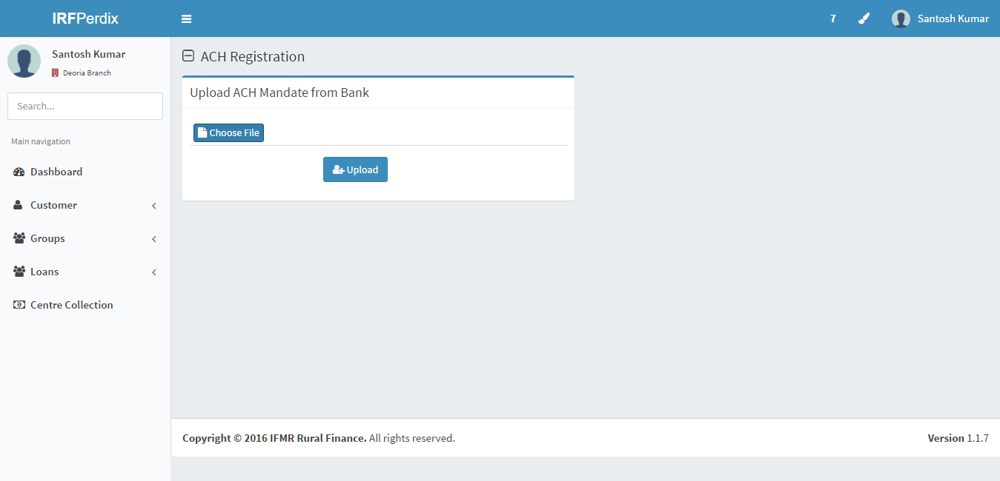 IRFPerdix
7
Santosh Kumar
Santosh Kumar
Deoria Branch
Search...
Main navigation
Dashboard
Customer
Groups
Loans
Centre Collection
ACH Registration
Upload ACH Mandate from Bank
Choose File
Upload
Copyright © 2016 IFMR Rural Finance. All rights reserved.
Version 1.1.7